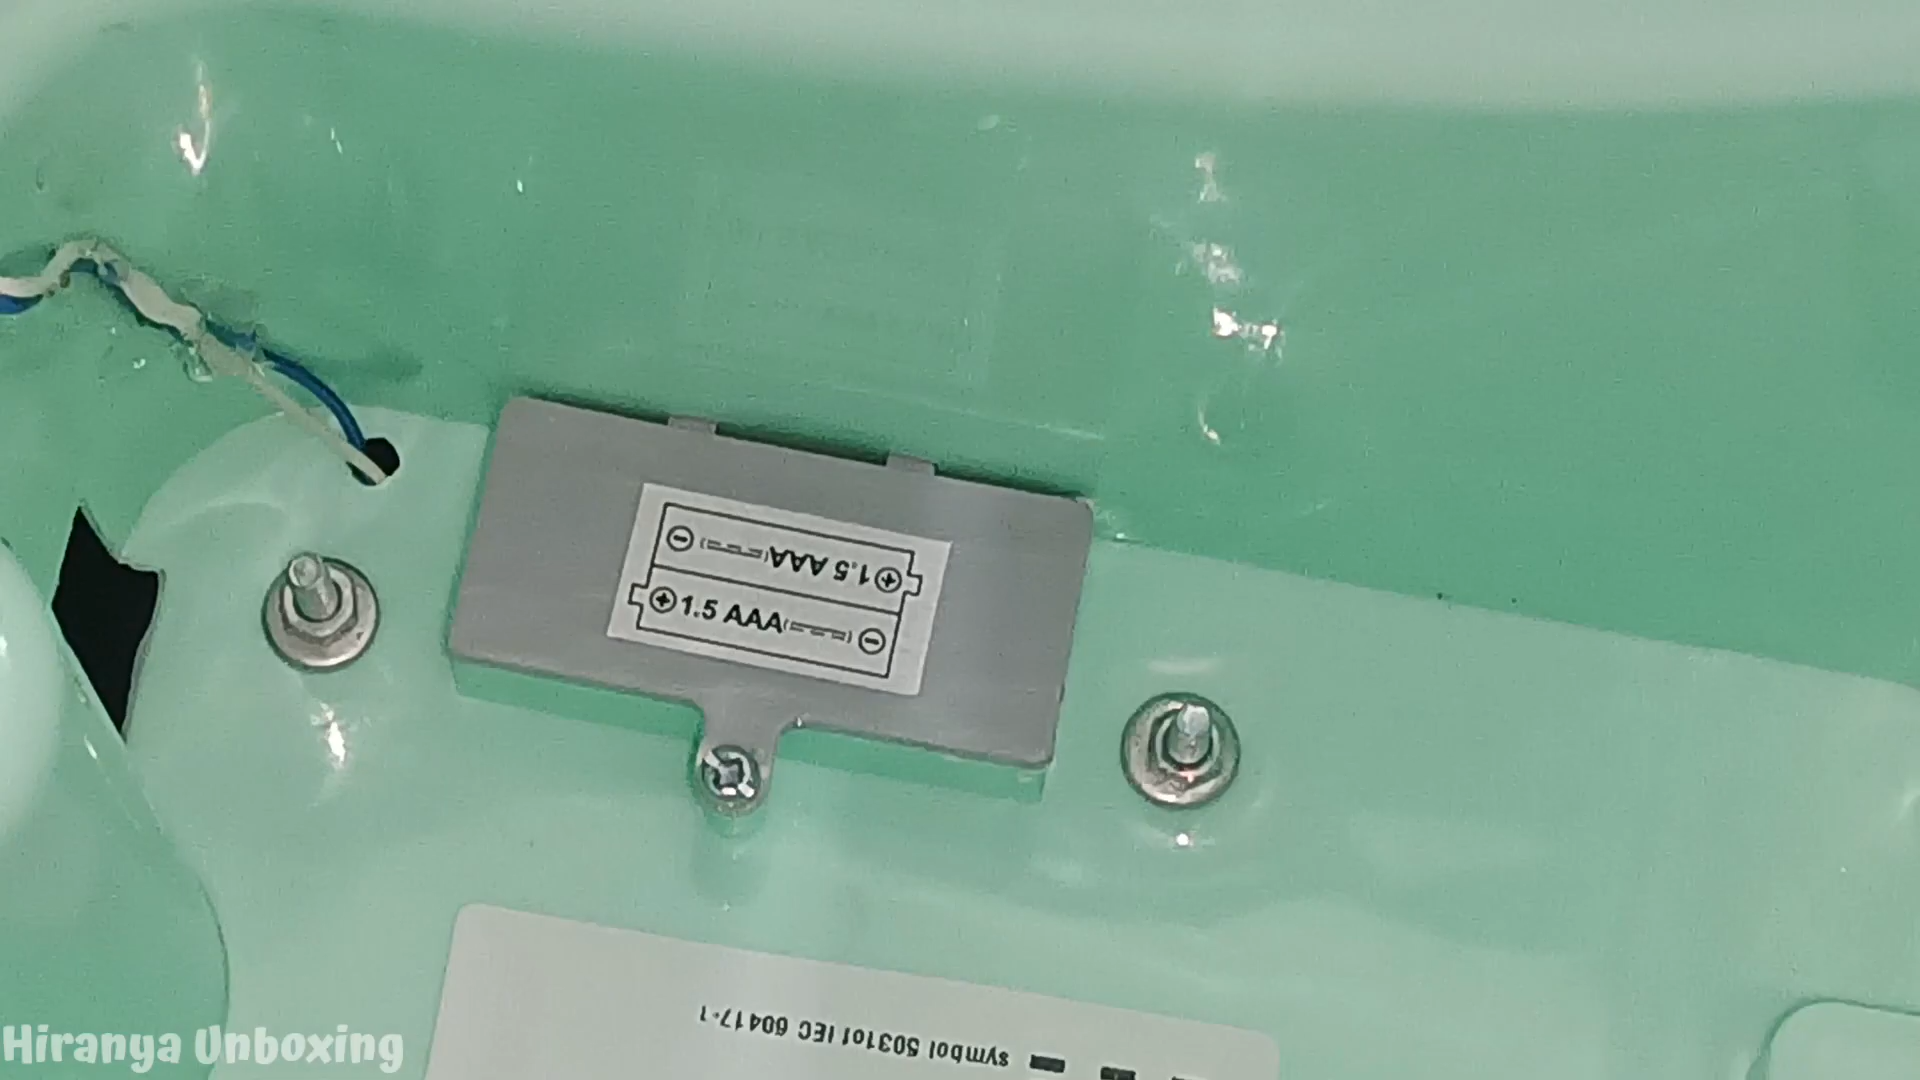 ⊖ (⎓) 1.5 AAA ⊕
⊕ 1.5 AAA (⎓) ⊖
symbol 5031of IEC 60417-1
Hiranya Unboxing